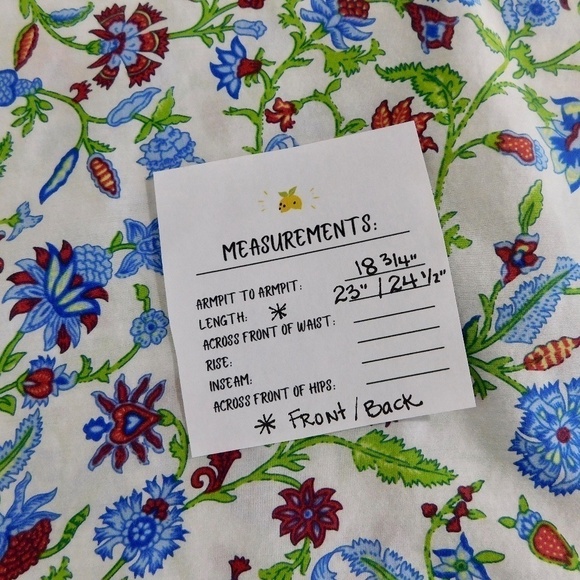 MEASUREMENTS:
ARMPIT TO ARMPIT: 18 3/4"
LENGTH: * 23" / 24 1/2"
ACROSS FRONT OF WAIST:
RISE:
INSEAM:
ACROSS FRONT OF HIPS:
* FRONT / BACK